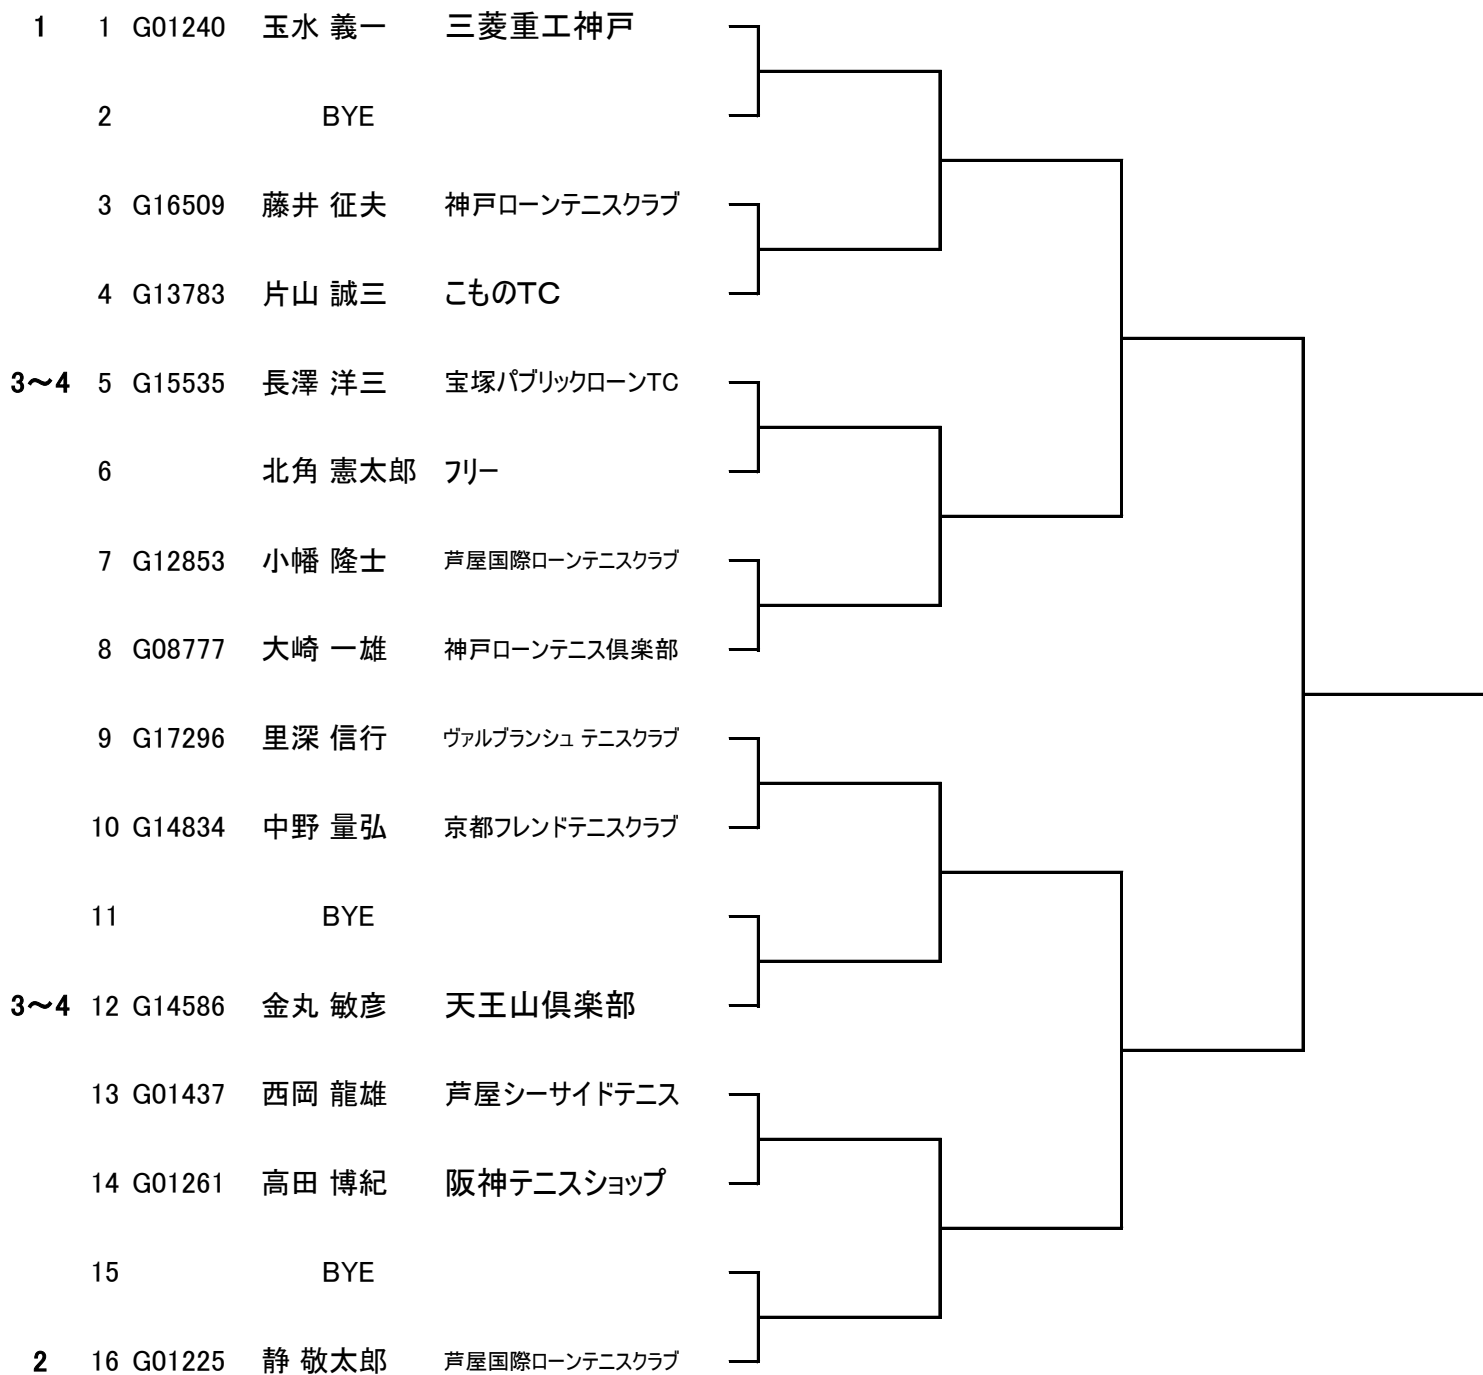 1 1 G01240 玉水 義一 三菱重工神戸
2 BYE
3 G16509 藤井 征夫 神戸ローンテニスクラブ
4 G13783 片山 誠三 こものTC
3～4 5 G15535 長澤 洋三 宝塚パブリックローンTC
6 北角 憲太郎 フリー
7 G12853 小幡 隆士 芦屋国際ローンテニスクラブ
8 G08777 大崎 一雄 神戸ローンテニス倶楽部
9 G17296 里深 信行 ヴァルブランシュ テニスクラブ
10 G14834 中野 量弘 京都フレンドテニスクラブ
11 BYE
3～4 12 G14586 金丸 敏彦 天王山倶楽部
13 G01437 西岡 龍雄 芦屋シーサイドテニス
14 G01261 高田 博紀 阪神テニスショップ
15 BYE
2 16 G01225 静 敬太郎 芦屋国際ローンテニスクラブ